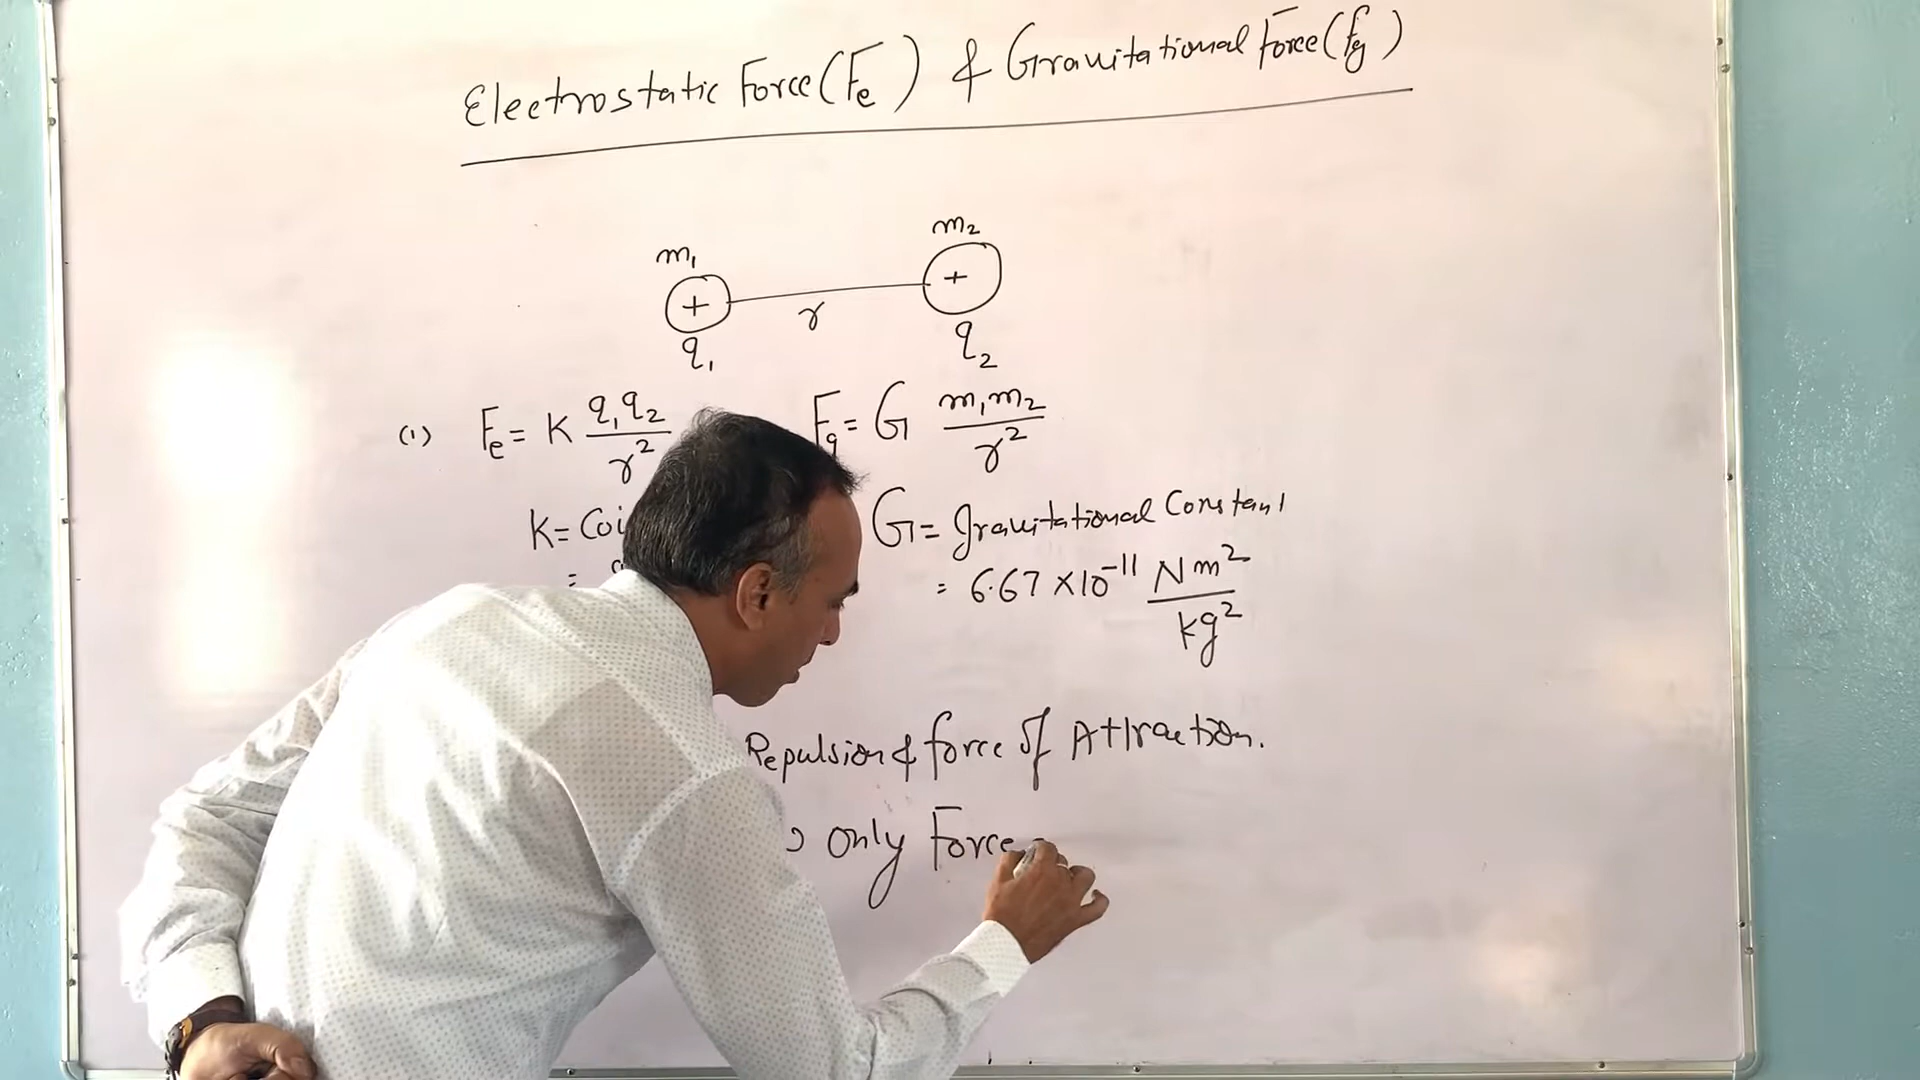 Electrostatic Force (Fe) & Gravitational Force (Fg)
m₁ m₂
+ +
r
q₁ q₂
(1) Fe = K q₁q₂ / r² Fg = G m₁m₂ / r²
K = G = gravitational Constant
= = 6.67 × 10⁻¹¹ Nm² / kg²
Repulsion & force of Attraction.
only Force